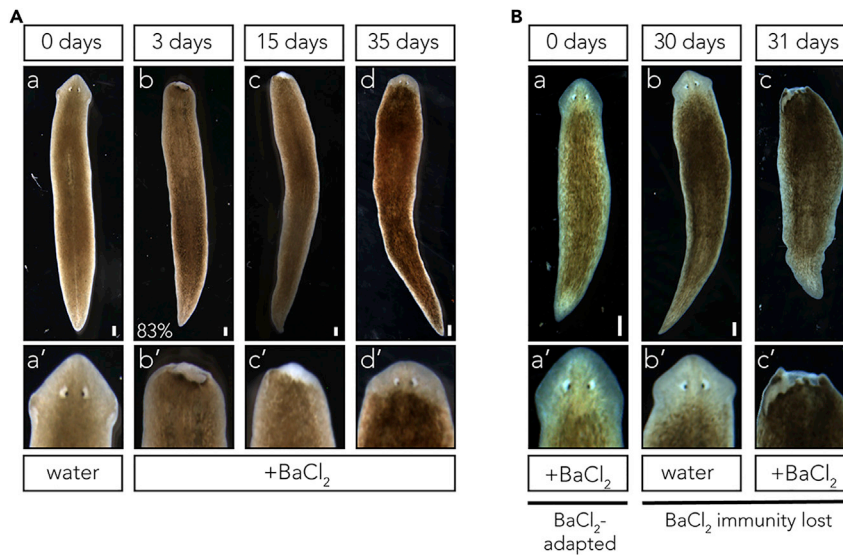 A
0 days
3 days
15 days
35 days
a
b
c
d
83%
a′
b′
c′
d′
water
+BaCl₂
B
0 days
30 days
31 days
a
b
c
a′
b′
c′
+BaCl₂
water
+BaCl₂
BaCl₂-
adapted
BaCl₂ immunity lost